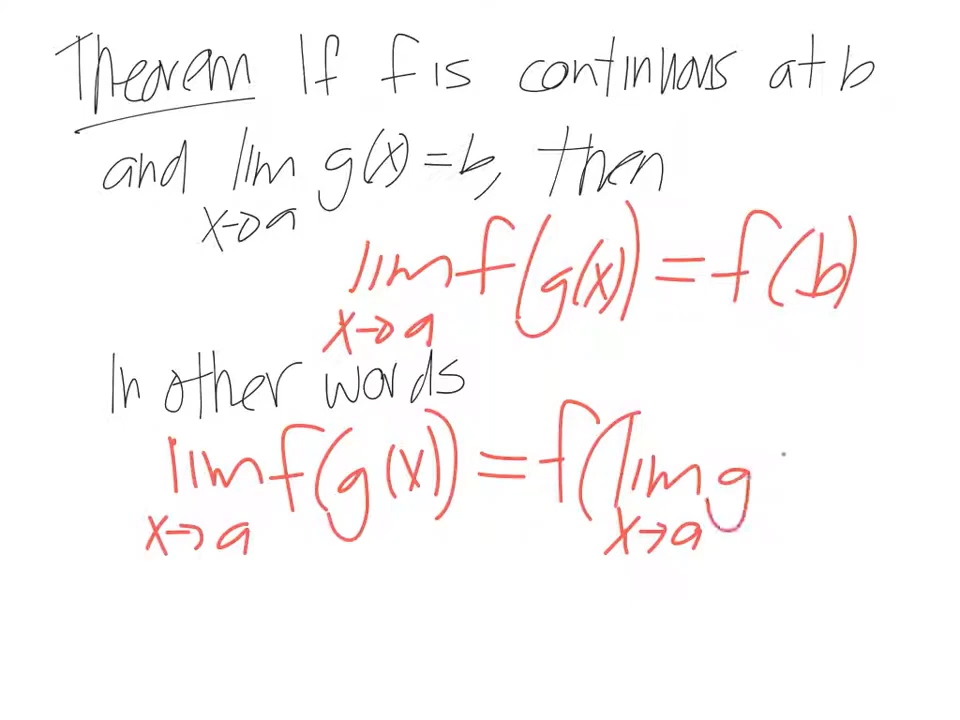 Theorem If f is continuous at b
and lim g(x) = b, then
x→a
lim f(g(x)) = f(b)
x→a
In other words
lim f(g(x)) = f(lim g
x→a x→a